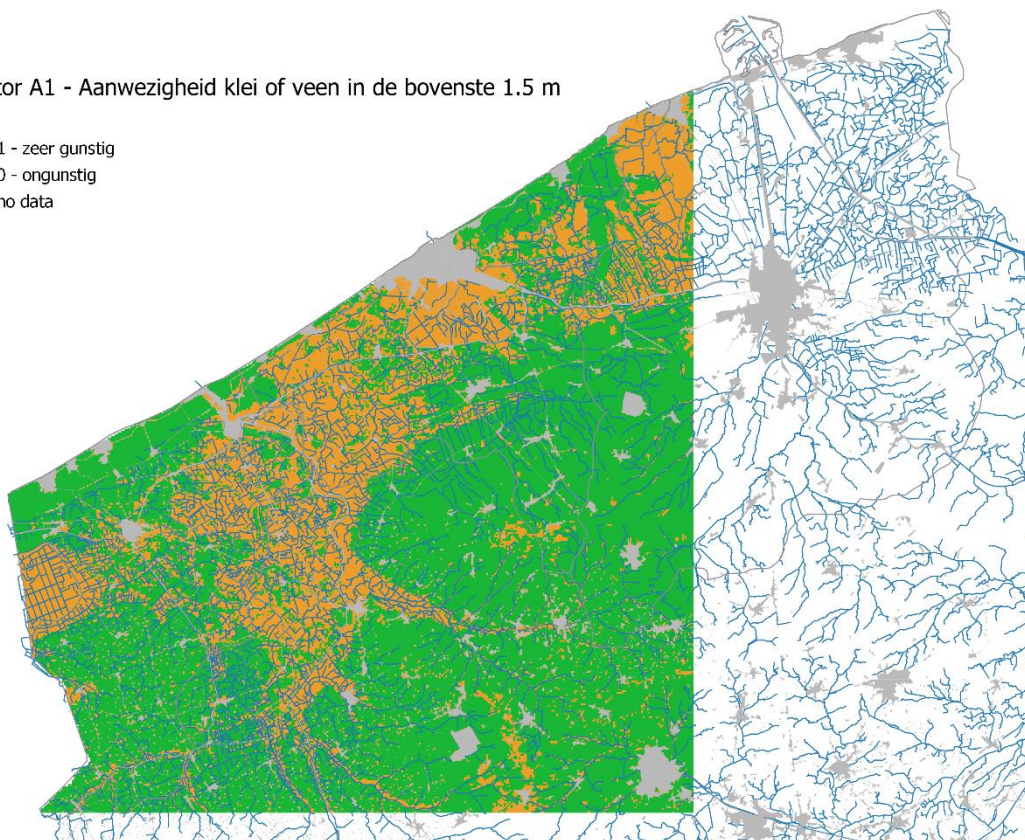 tor A1 - Aanwezigheid klei of veen in de bovenste 1.5 m
1 - zeer gunstig
0 - ongunstig
no data